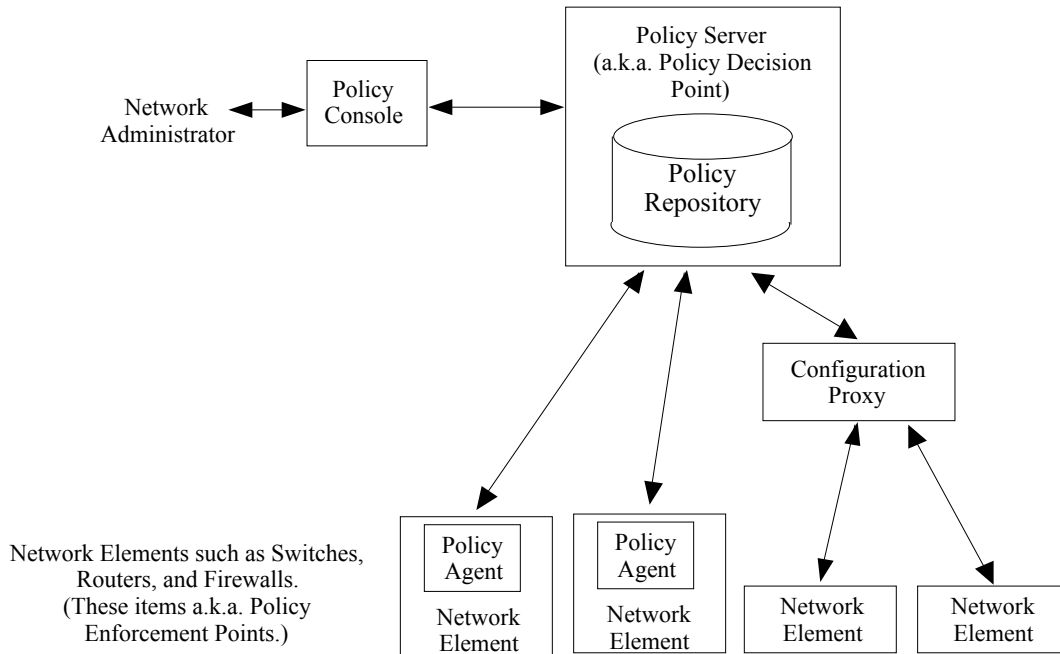 Policy Server
(a.k.a. Policy Decision
Point)
Policy
Console
Network
Administrator
Policy
Repository
Configuration
Proxy
Network Elements such as Switches,
Routers, and Firewalls.
(These items a.k.a. Policy
Enforcement Points.)
Policy
Agent
Network
Element
Policy
Agent
Network
Element
Network
Element
Network
Element